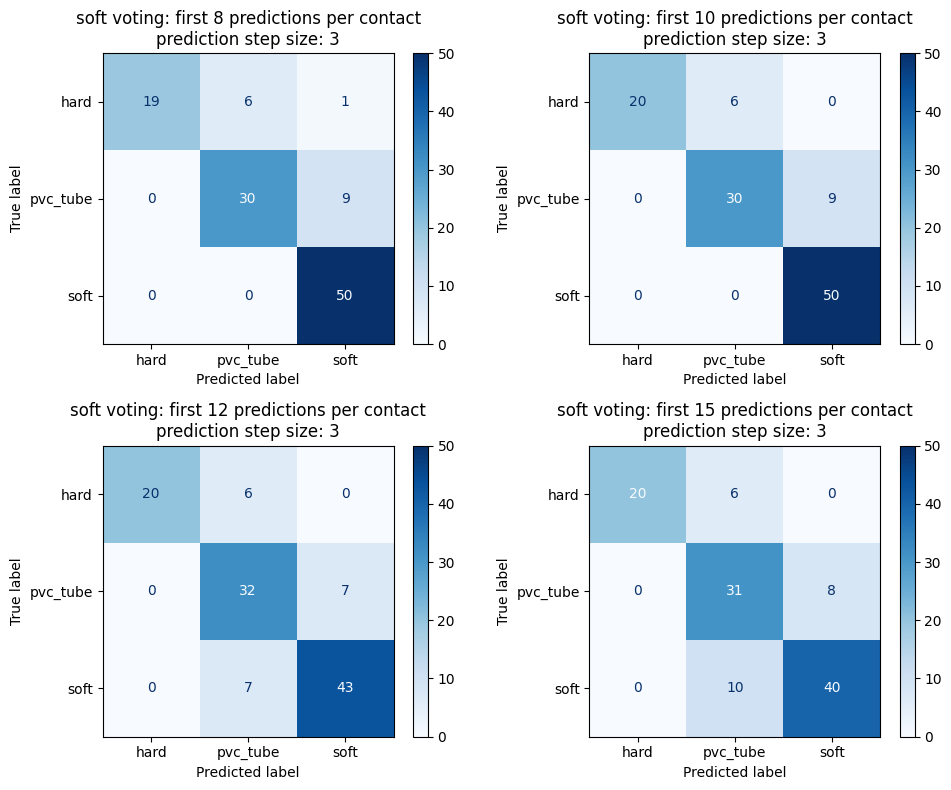 soft voting: first 8 predictions per contact
prediction step size: 3
True label
hard
pvc_tube
soft
19 6 1
0 30 9
0 0 50
hard pvc_tube soft
Predicted label
50
40
30
20
10
0
soft voting: first 10 predictions per contact
prediction step size: 3
True label
hard
pvc_tube
soft
20 6 0
0 30 9
0 0 50
hard pvc_tube soft
Predicted label
50
40
30
20
10
0
soft voting: first 12 predictions per contact
prediction step size: 3
True label
hard
pvc_tube
soft
20 6 0
0 32 7
0 7 43
hard pvc_tube soft
Predicted label
50
40
30
20
10
0
soft voting: first 15 predictions per contact
prediction step size: 3
True label
hard
pvc_tube
soft
20 6 0
0 31 8
0 10 40
hard pvc_tube soft
Predicted label
50
40
30
20
10
0